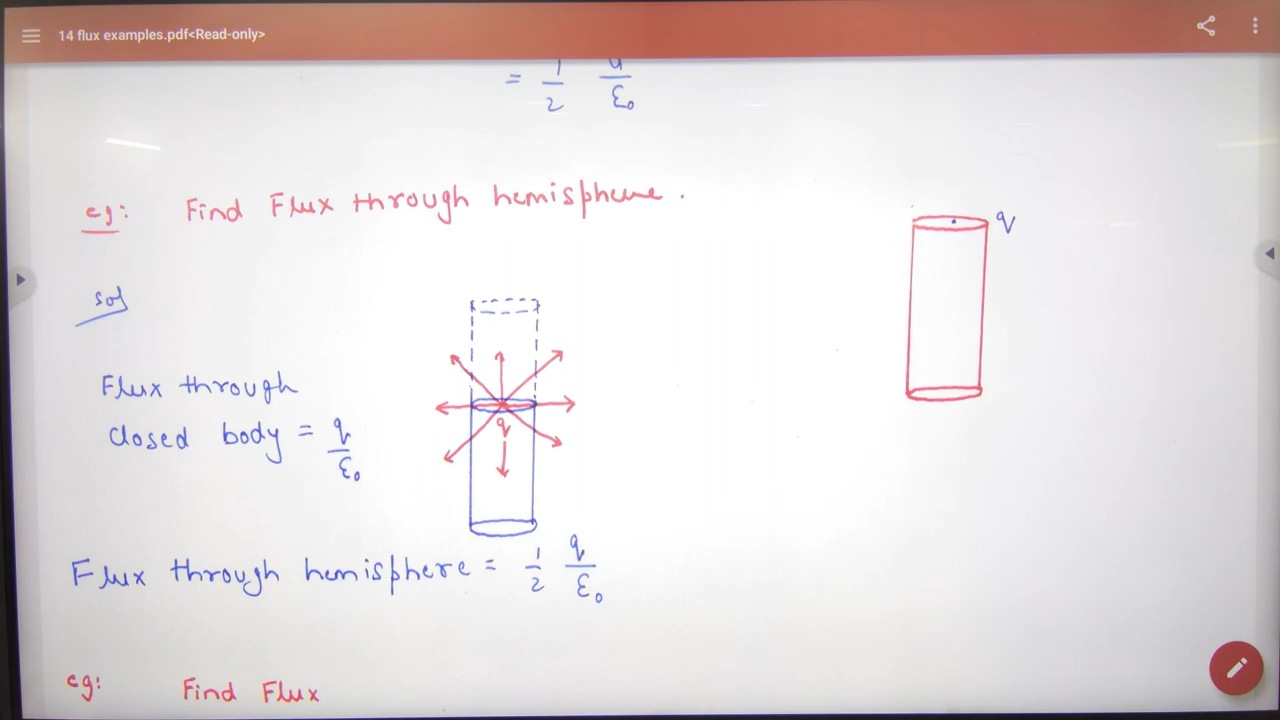 14 flux examples.pdf<Read-only>
= 1/2 q/ε₀
eg: Find Flux through hemisphere.
q
Sol
Flux through
closed body = q/ε₀
q
Flux through hemisphere = 1/2 q/ε₀
eg: Find Flux